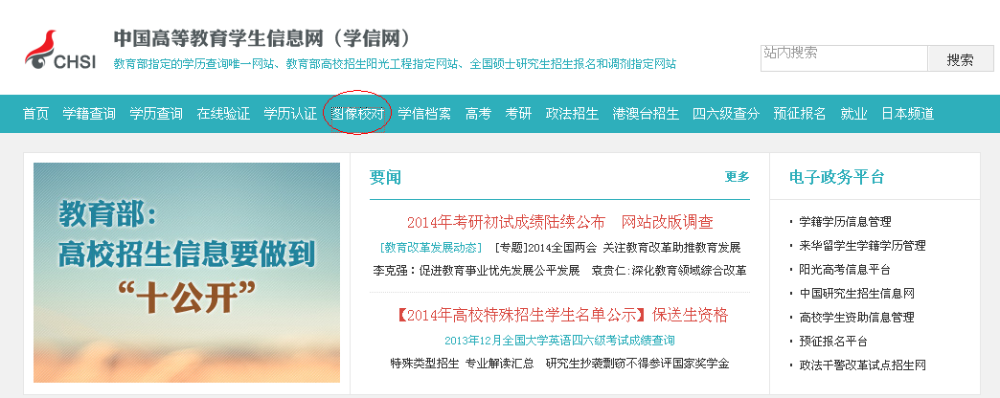 中国高等教育学生信息网（学信网）
CHSI
教育部指定的学历查询唯一网站、教育部高校招生阳光工程指定网站、全国硕士研究生招生报名和调剂指定网站
站内搜索 搜索
首页 学籍查询 学历查询 在线验证 学历认证 图像校对 学信档案 高考 考研 政法招生 港澳台招生 四六级查分 预征报名 就业 日本频道
教育部：
高校招生信息要做到
“十公开”
要闻 更多
2014年考研初试成绩陆续公布 网站改版调查
[教育改革发展动态] [专题]2014全国两会 关注教育改革助推教育发展
李克强：促进教育事业优先发展公平发展 袁贵仁:深化教育领域综合改革
【2014年高校特殊招生学生名单公示】保送生资格
2013年12月全国大学英语四六级考试成绩查询
特殊类型招生 专业解读汇总 研究生抄袭剽窃不得参评国家奖学金
电子政务平台
· 学籍学历信息管理
· 来华留学生学籍学历管理
· 阳光高考信息平台
· 中国研究生招生信息网
· 高校学生资助信息管理
· 预征报名平台
· 政法干警改革试点招生网